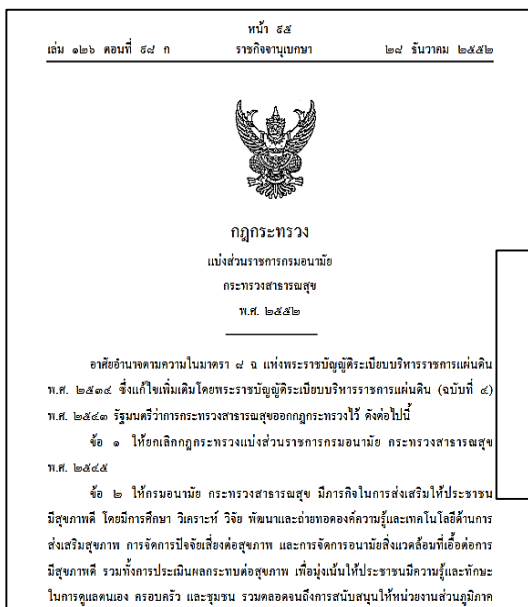 หน้า ๙๕
เล่ม ๑๒๖ ตอนที่ ๙๘ ก ราชกิจจานุเบกษา ๒๘ ธันวาคม ๒๕๕๒
กฎกระทรวง
แบ่งส่วนราชการกรมอนามัย
กระทรวงสาธารณสุข
พ.ศ. ๒๕๕๒
อาศัยอำนาจตามความในมาตรา ๘ ฉ แห่งพระราชบัญญัติระเบียบบริหารราชการแผ่นดิน
พ.ศ. ๒๕๓๔ ซึ่งแก้ไขเพิ่มเติมโดยพระราชบัญญัติระเบียบบริหารราชการแผ่นดิน (ฉบับที่ ๔)
พ.ศ. ๒๕๔๓ รัฐมนตรีว่าการกระทรวงสาธารณสุขออกกฎกระทรวงไว้ ดังต่อไปนี้
ข้อ ๑ ให้ยกเลิกกฎกระทรวงแบ่งส่วนราชการกรมอนามัย กระทรวงสาธารณสุข
พ.ศ. ๒๕๔๕
ข้อ ๒ ให้กรมอนามัย กระทรวงสาธารณสุข มีภารกิจในการส่งเสริมให้ประชาชน
มีสุขภาพดี โดยมีการศึกษา วิเคราะห์ วิจัย พัฒนาและถ่ายทอดองค์ความรู้และเทคโนโลยีด้านการ
ส่งเสริมสุขภาพ การจัดการปัจจัยเสี่ยงต่อสุขภาพ และการจัดการอนามัยสิ่งแวดล้อมที่เอื้อต่อการ
มีสุขภาพดี รวมทั้งการประเมินผลกระทบต่อสุขภาพ เพื่อมุ่งเน้นให้ประชาชนมีความรู้และทักษะ
ในการดูแลตนเอง ครอบครัว และชุมชน รวมตลอดจนถึงการสนับสนุนให้หน่วยงานส่วนภูมิภาค